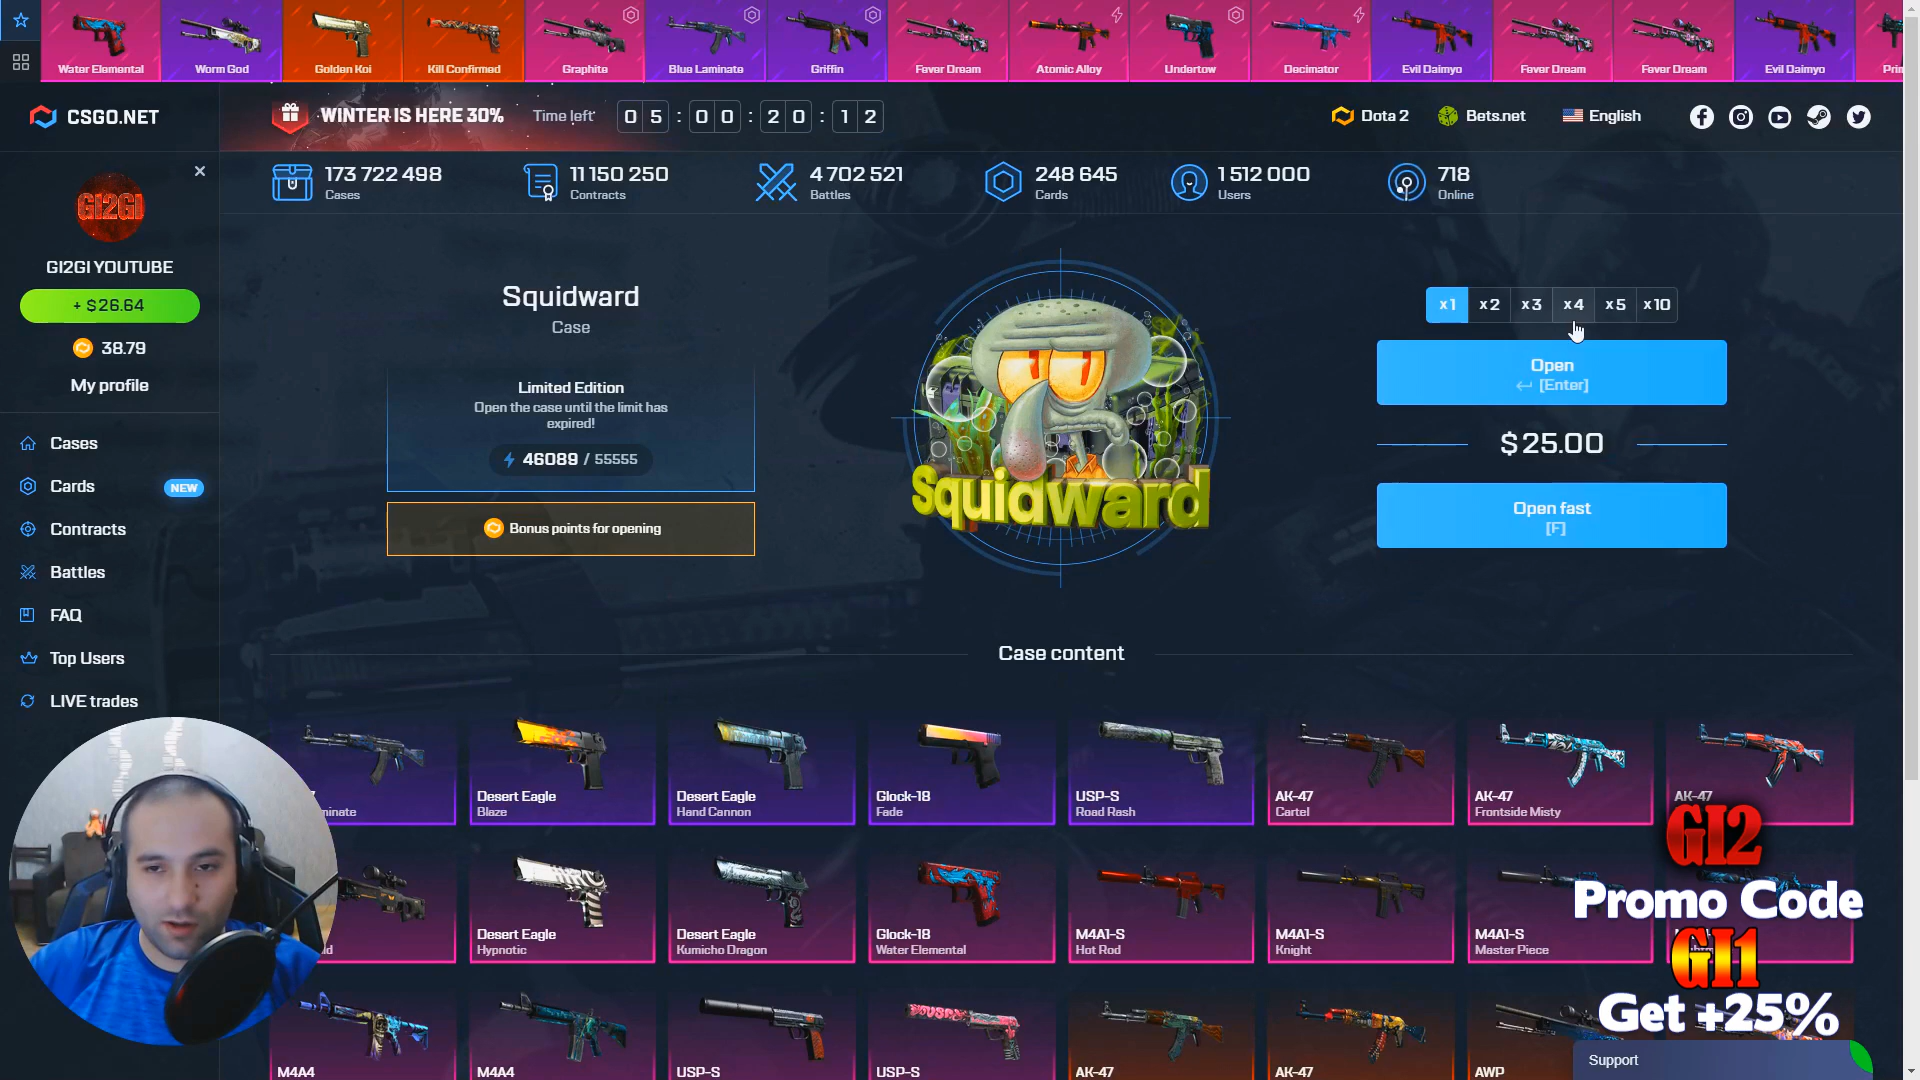 Water Elemental
Worm God
Golden Koi
Kill Confirmed
Graphite
Blue Laminate
Griffin
Fever Dream
Atomic Alloy
Undertow
Decimator
Evil Daimyo
Fever Dream
Fever Dream
Evil Daimyo
CSGO.NET
WINTER IS HERE 30%
Time left
05 : 00 : 20 : 12
Dota 2
Bets.net
English
173 722 498
Cases
11 150 250
Contracts
4 702 521
Battles
248 645
Cards
1 512 000
Users
718
Online
GI2GI
GI2GI YOUTUBE
+ $26.64
38.79
My profile
Cases
Cards
NEW
Contracts
Battles
FAQ
Top Users
LIVE trades
Squidward
Case
Limited Edition
Open the case until the limit has
expired!
46089 / 55555
Bonus points for opening
Squidward
x1
x2
x3
x4
x5
x10
Open
[Enter]
$25.00
Open fast
[F]
Case content
Desert Eagle
Blaze
Desert Eagle
Hand Cannon
Glock-18
Fade
USP-S
Road Rash
AK-47
Cartel
AK-47
Frontside Misty
AK-47
Desert Eagle
Hypnotic
Desert Eagle
Kumicho Dragon
Glock-18
Water Elemental
M4A1-S
Hot Rod
M4A1-S
Knight
M4A1-S
Master Piece
M4A4
M4A4
USP-S
USP-S
AK-47
AK-47
AWP
GI2
Promo Code
GI1
Get +25%
Support